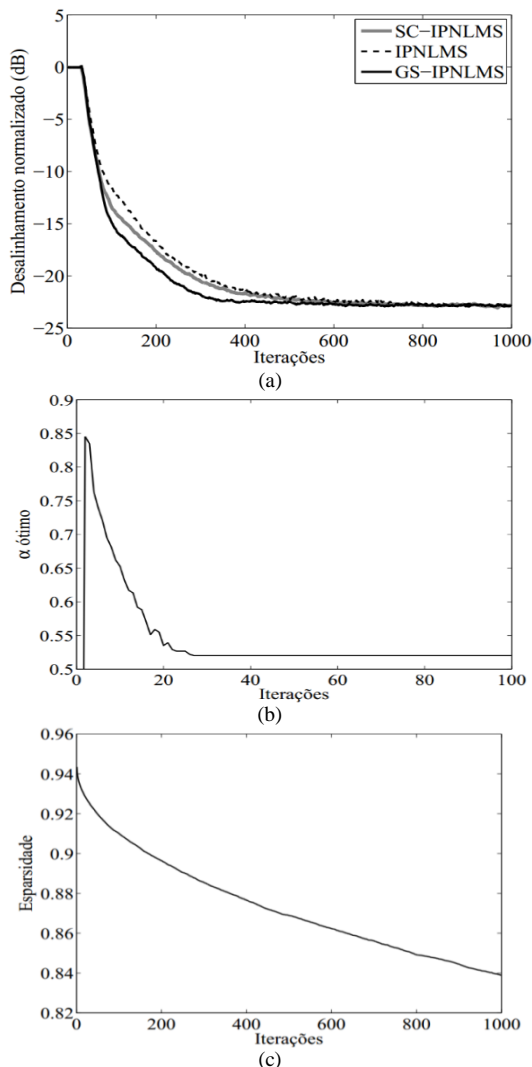 SC−IPNLMS
IPNLMS
GS−IPNLMS
Desalinhamento normalizado (dB)
5
0
−5
−10
−15
−20
−25
0 200 400 600 800 1000
Iterações
(a)
α ótimo
0.9
0.85
0.8
0.75
0.7
0.65
0.6
0.55
0.5
0 20 40 60 80 100
Iterações
(b)
Esparsidade
0.96
0.94
0.92
0.9
0.88
0.86
0.84
0.82
0 200 400 600 800 1000
Iterações
(c)